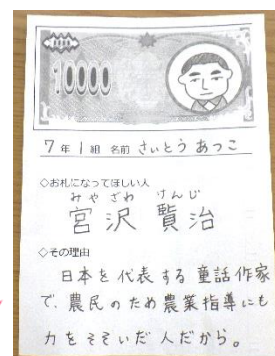 10000
7年1組 名前 さいとう あつこ
◇お札になってほしい人
みやざわ けんじ
宮沢 賢治
◇その理由
日本を代表する童話作家
で、農民のため農業指導にも
力をそそいだ人だから。